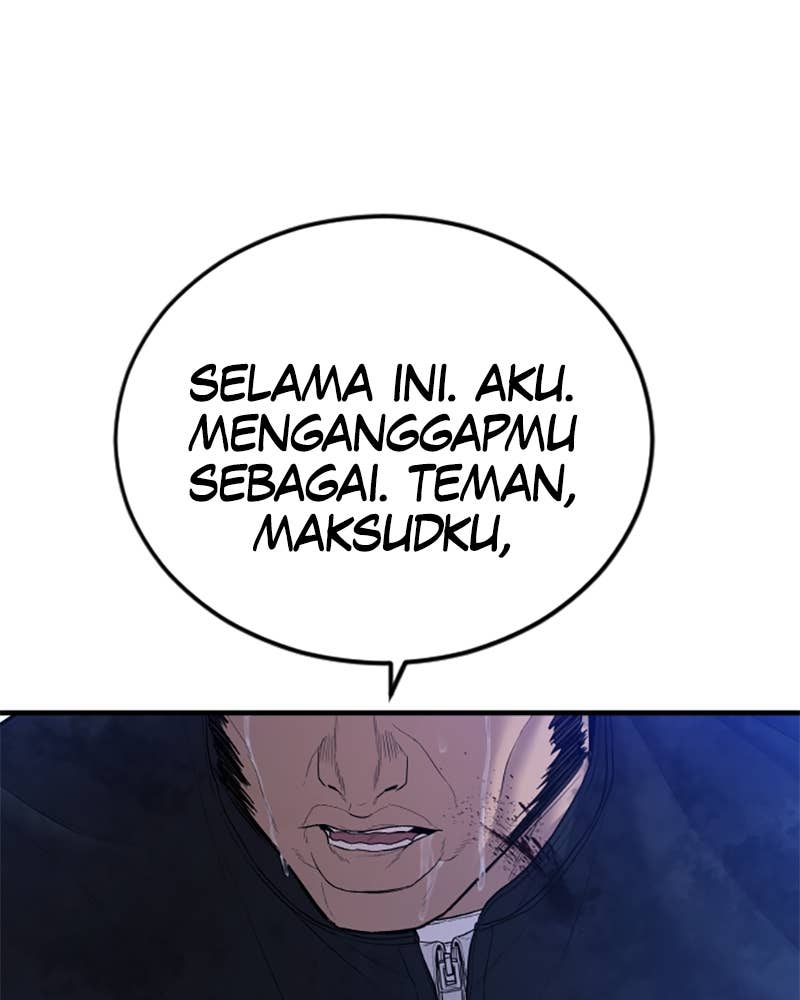 SELAMA INI. AKU.
MENGANGGAPMU
SEBAGAI. TEMAN,
MAKSUDKU,